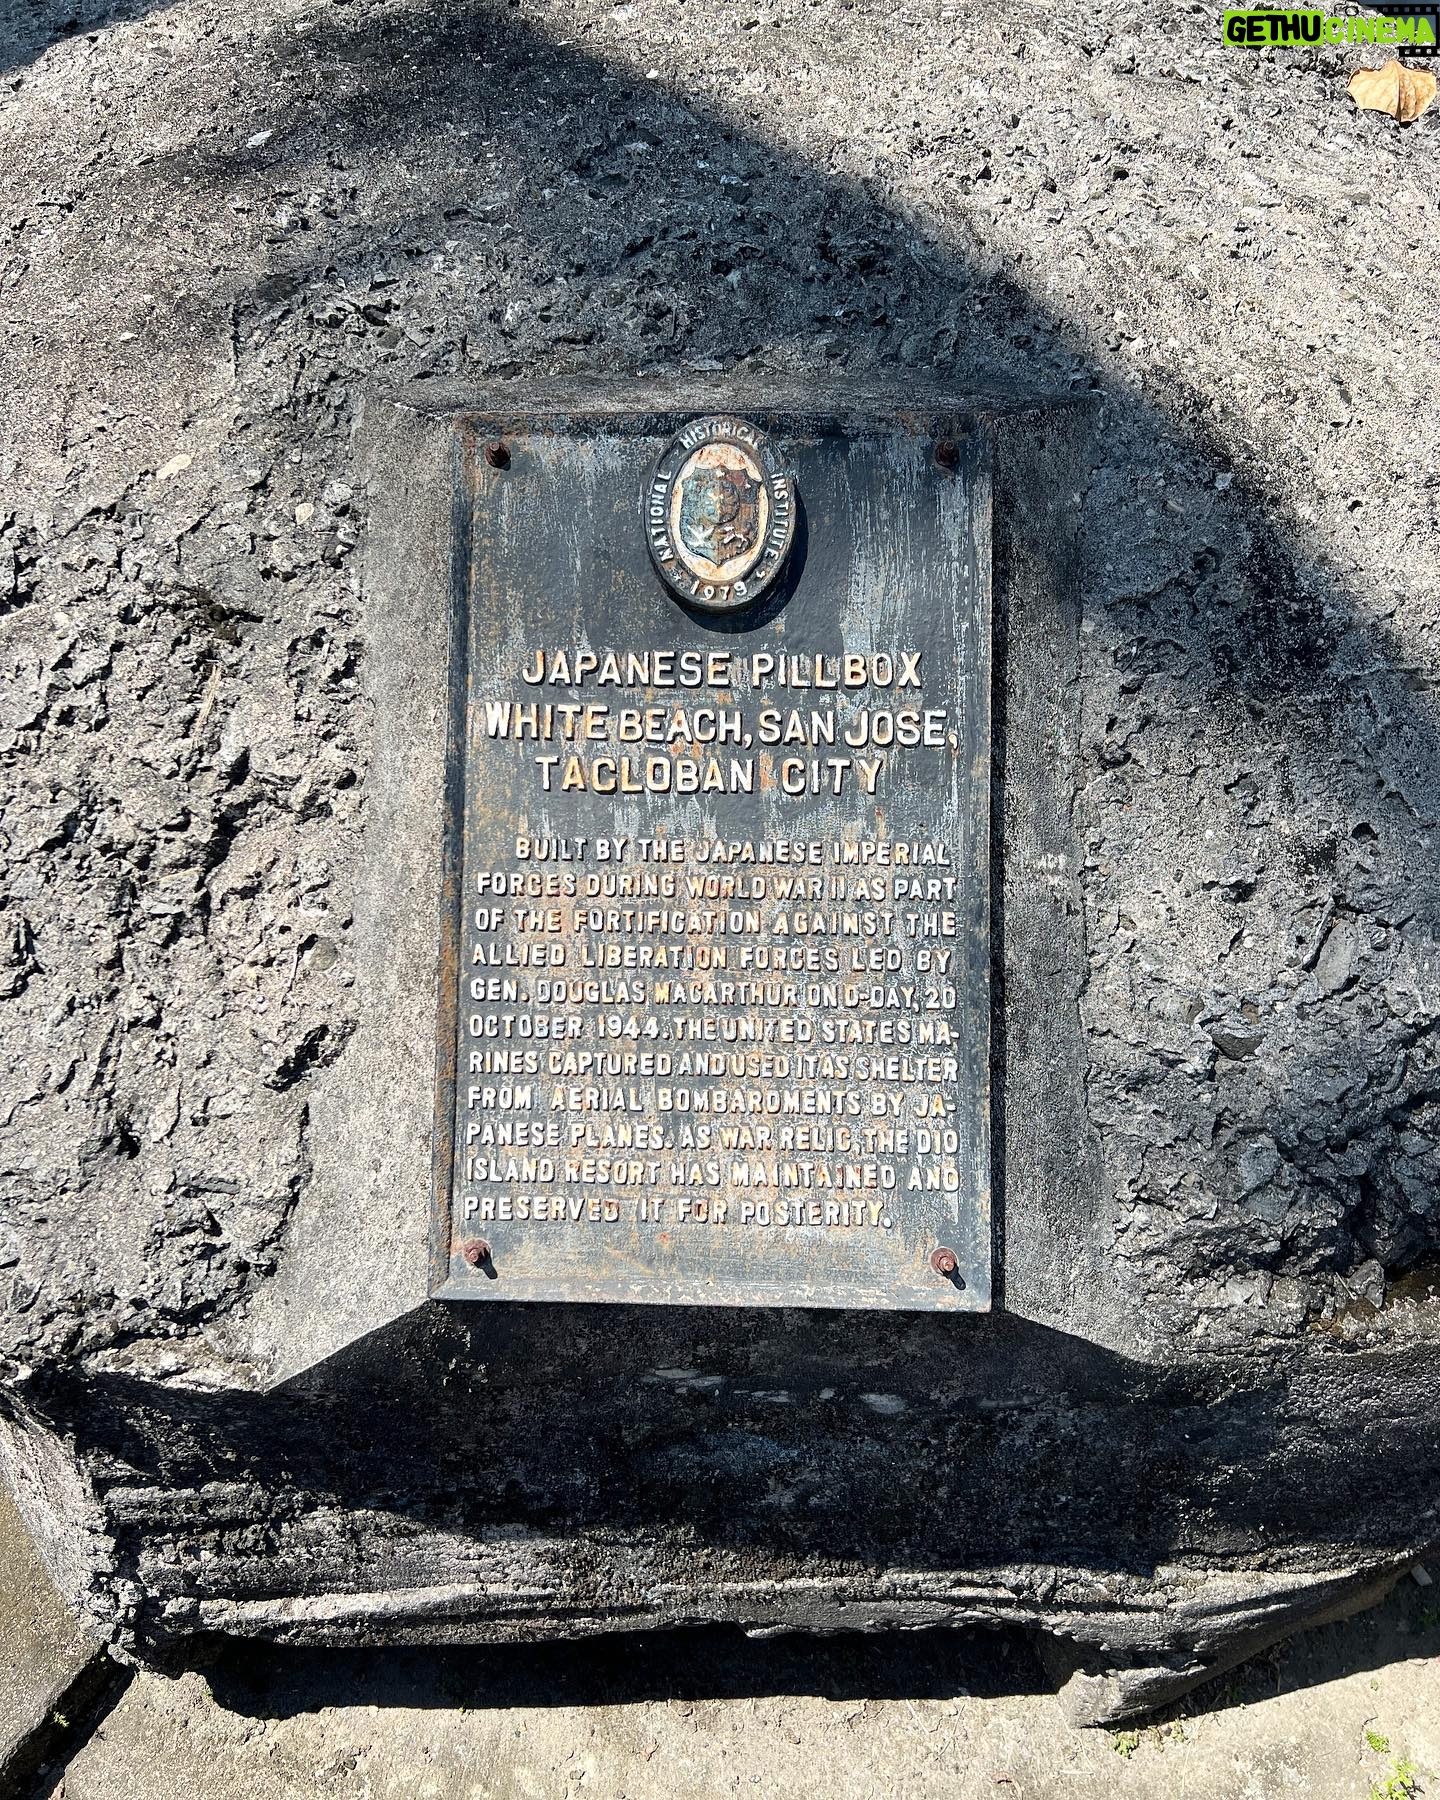 GETHUCINEMA
NATIONAL HISTORICAL INSTITUTE
1979
JAPANESE PILLBOX
WHITE BEACH, SAN JOSE,
TACLOBAN CITY
BUILT BY THE JAPANESE IMPERIAL
FORCES DURING WORLD WAR II AS PART
OF THE FORTIFICATION AGAINST THE
ALLIED LIBERATION FORCES LED BY
GEN. DOUGLAS MACARTHUR ON D-DAY, 20
OCTOBER 1944. THE UNITED STATES MA-
RINES CAPTURED AND USED IT AS SHELTER
FROM AERIAL BOMBARDMENTS BY JA-
PANESE PLANES. AS WAR RELIC, THE DIO
ISLAND RESORT HAS MAINTAINED AND
PRESERVED IT FOR POSTERITY.